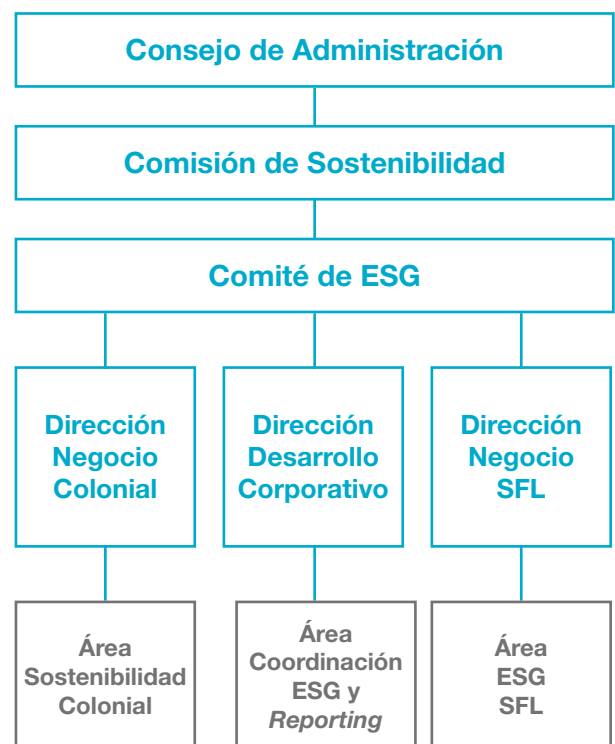 Consejo de Administración
Comisión de Sostenibilidad
Comité de ESG
Dirección
Negocio
Colonial
Dirección
Desarrollo
Corporativo
Dirección
Negocio
SFL
Área
Sostenibilidad
Colonial
Área
Coordinación
ESG y
Reporting
Área
ESG
SFL